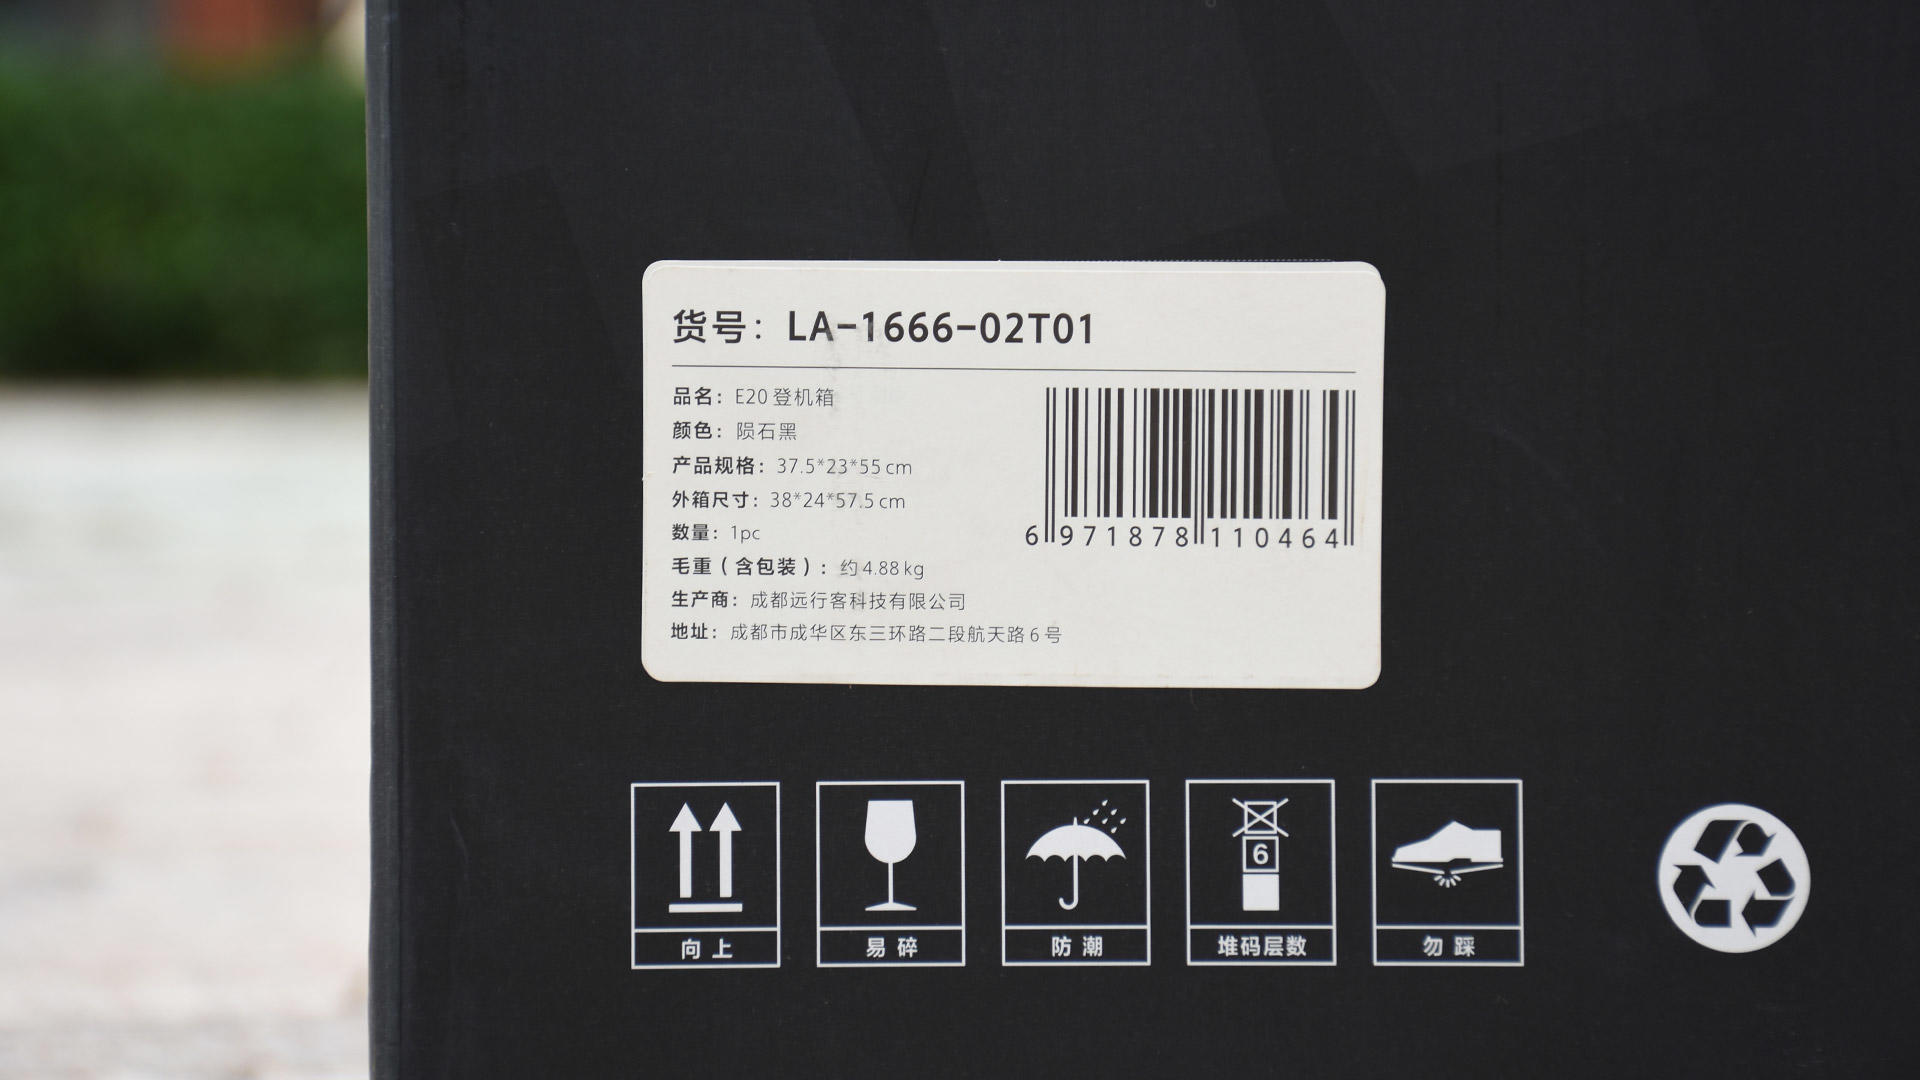 货号：LA-1666-02T01
品名：E20 登机箱
颜色：陨石黑
产品规格：37.5*23*55 cm
外箱尺寸：38*24*57.5 cm
数量：1pc
毛重（含包装）：约 4.88 kg
生产商：成都远行客科技有限公司
地址：成都市成华区东三环路二段航天路 6 号
6 971878 110464
6
向上
易碎
防潮
堆码层数
勿踩